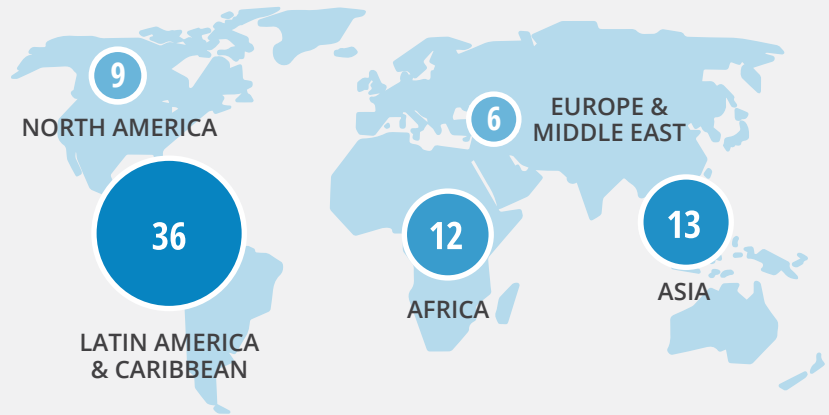 9
NORTH AMERICA
6
EUROPE &
MIDDLE EAST
36
LATIN AMERICA
& CARIBBEAN
12
AFRICA
13
ASIA